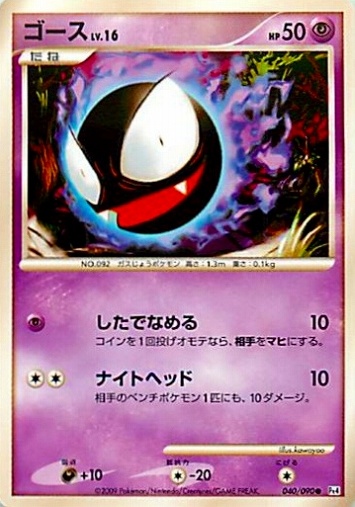 ゴース LV.16 HP 50
たね
NO.092 ガスじょうポケモン 高さ:1.3m 重さ:0.1kg
したでなめる 10
コインを1回投げオモテなら、相手をマヒにする。
ナイトヘッド 10
相手のベンチポケモン1匹にも、10ダメージ。
illus.kawayoo
弱点 抵抗力 にげる
+10 -20
©2009 Pokémon/Nintendo/Creatures/GAME FREAK. 040/090 Pt4